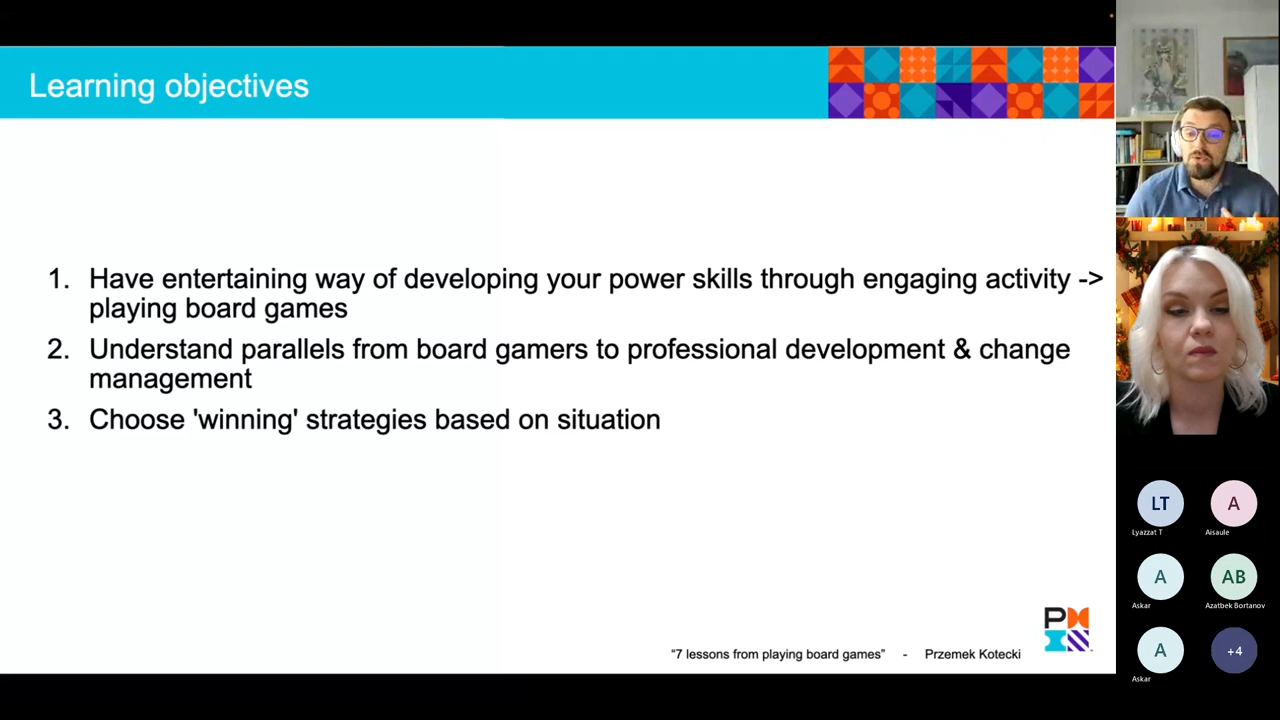 Learning objectives
1. Have entertaining way of developing your power skills through engaging activity ->
playing board games
2. Understand parallels from board gamers to professional development & change
management
3. Choose 'winning' strategies based on situation
"7 lessons from playing board games" - Przemek Kotecki
PM
LT
Lyazzat T
A
Aisaule
A
Askar
AB
Azatbek Bortanov
A
Askar
+4